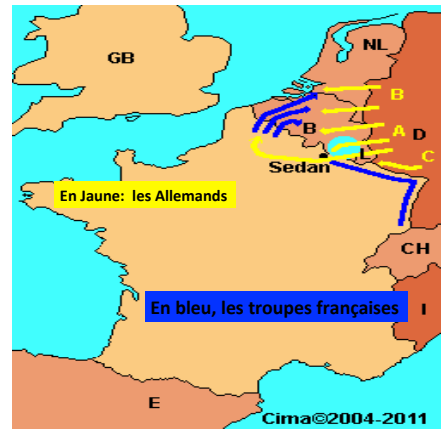 NL
GB
B
B
A
D
L
C
Sedan
En Jaune: les Allemands
CH
En bleu, les troupes françaises
I
E
Cima©2004-2011